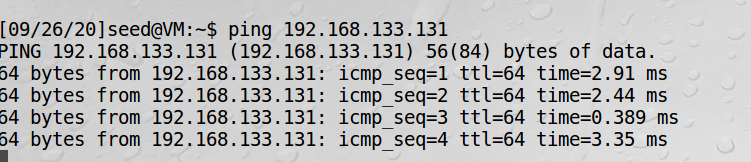 [09/26/20]seed@VM:~$ ping 192.168.133.131
PING 192.168.133.131 (192.168.133.131) 56(84) bytes of data.
64 bytes from 192.168.133.131: icmp_seq=1 ttl=64 time=2.91 ms
64 bytes from 192.168.133.131: icmp_seq=2 ttl=64 time=2.44 ms
64 bytes from 192.168.133.131: icmp_seq=3 ttl=64 time=0.389 ms
64 bytes from 192.168.133.131: icmp_seq=4 ttl=64 time=3.35 ms